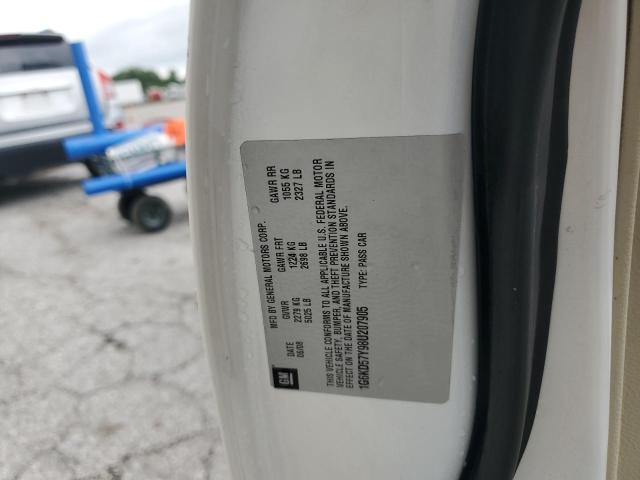 MFD BY GENERAL MOTORS CORP.
DATE GVWR GAWR FRT GAWR RR
06/08 2279 KG 1224 KG 1055 KG
5025 LB 2698 LB 2327 LB
THIS VEHICLE CONFORMS TO ALL APPLICABLE U.S. FEDERAL MOTOR
VEHICLE SAFETY, BUMPER, AND THEFT PREVENTION STANDARDS IN
EFFECT ON THE DATE OF MANUFACTURE SHOWN ABOVE.
1G6KD57Y98U207905 TYPE: PASS CAR
GM